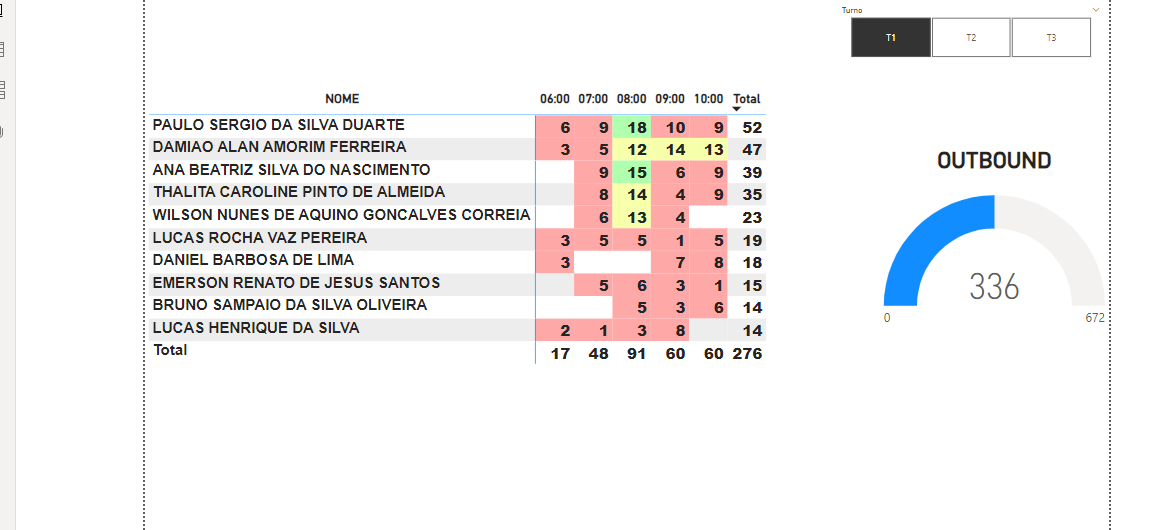 Turno
T1 T2 T3
NOME 06:00 07:00 08:00 09:00 10:00 Total
PAULO SERGIO DA SILVA DUARTE 6 9 18 10 9 52
DAMIAO ALAN AMORIM FERREIRA 3 5 12 14 13 47
ANA BEATRIZ SILVA DO NASCIMENTO 9 15 6 9 39
THALITA CAROLINE PINTO DE ALMEIDA 8 14 4 9 35
WILSON NUNES DE AQUINO GONCALVES CORREIA 6 13 4 23
LUCAS ROCHA VAZ PEREIRA 3 5 5 1 5 19
DANIEL BARBOSA DE LIMA 3 7 8 18
EMERSON RENATO DE JESUS SANTOS 5 6 3 1 15
BRUNO SAMPAIO DA SILVA OLIVEIRA 5 3 6 14
LUCAS HENRIQUE DA SILVA 2 1 3 8 14
Total 17 48 91 60 60 276
OUTBOUND
336
0 672